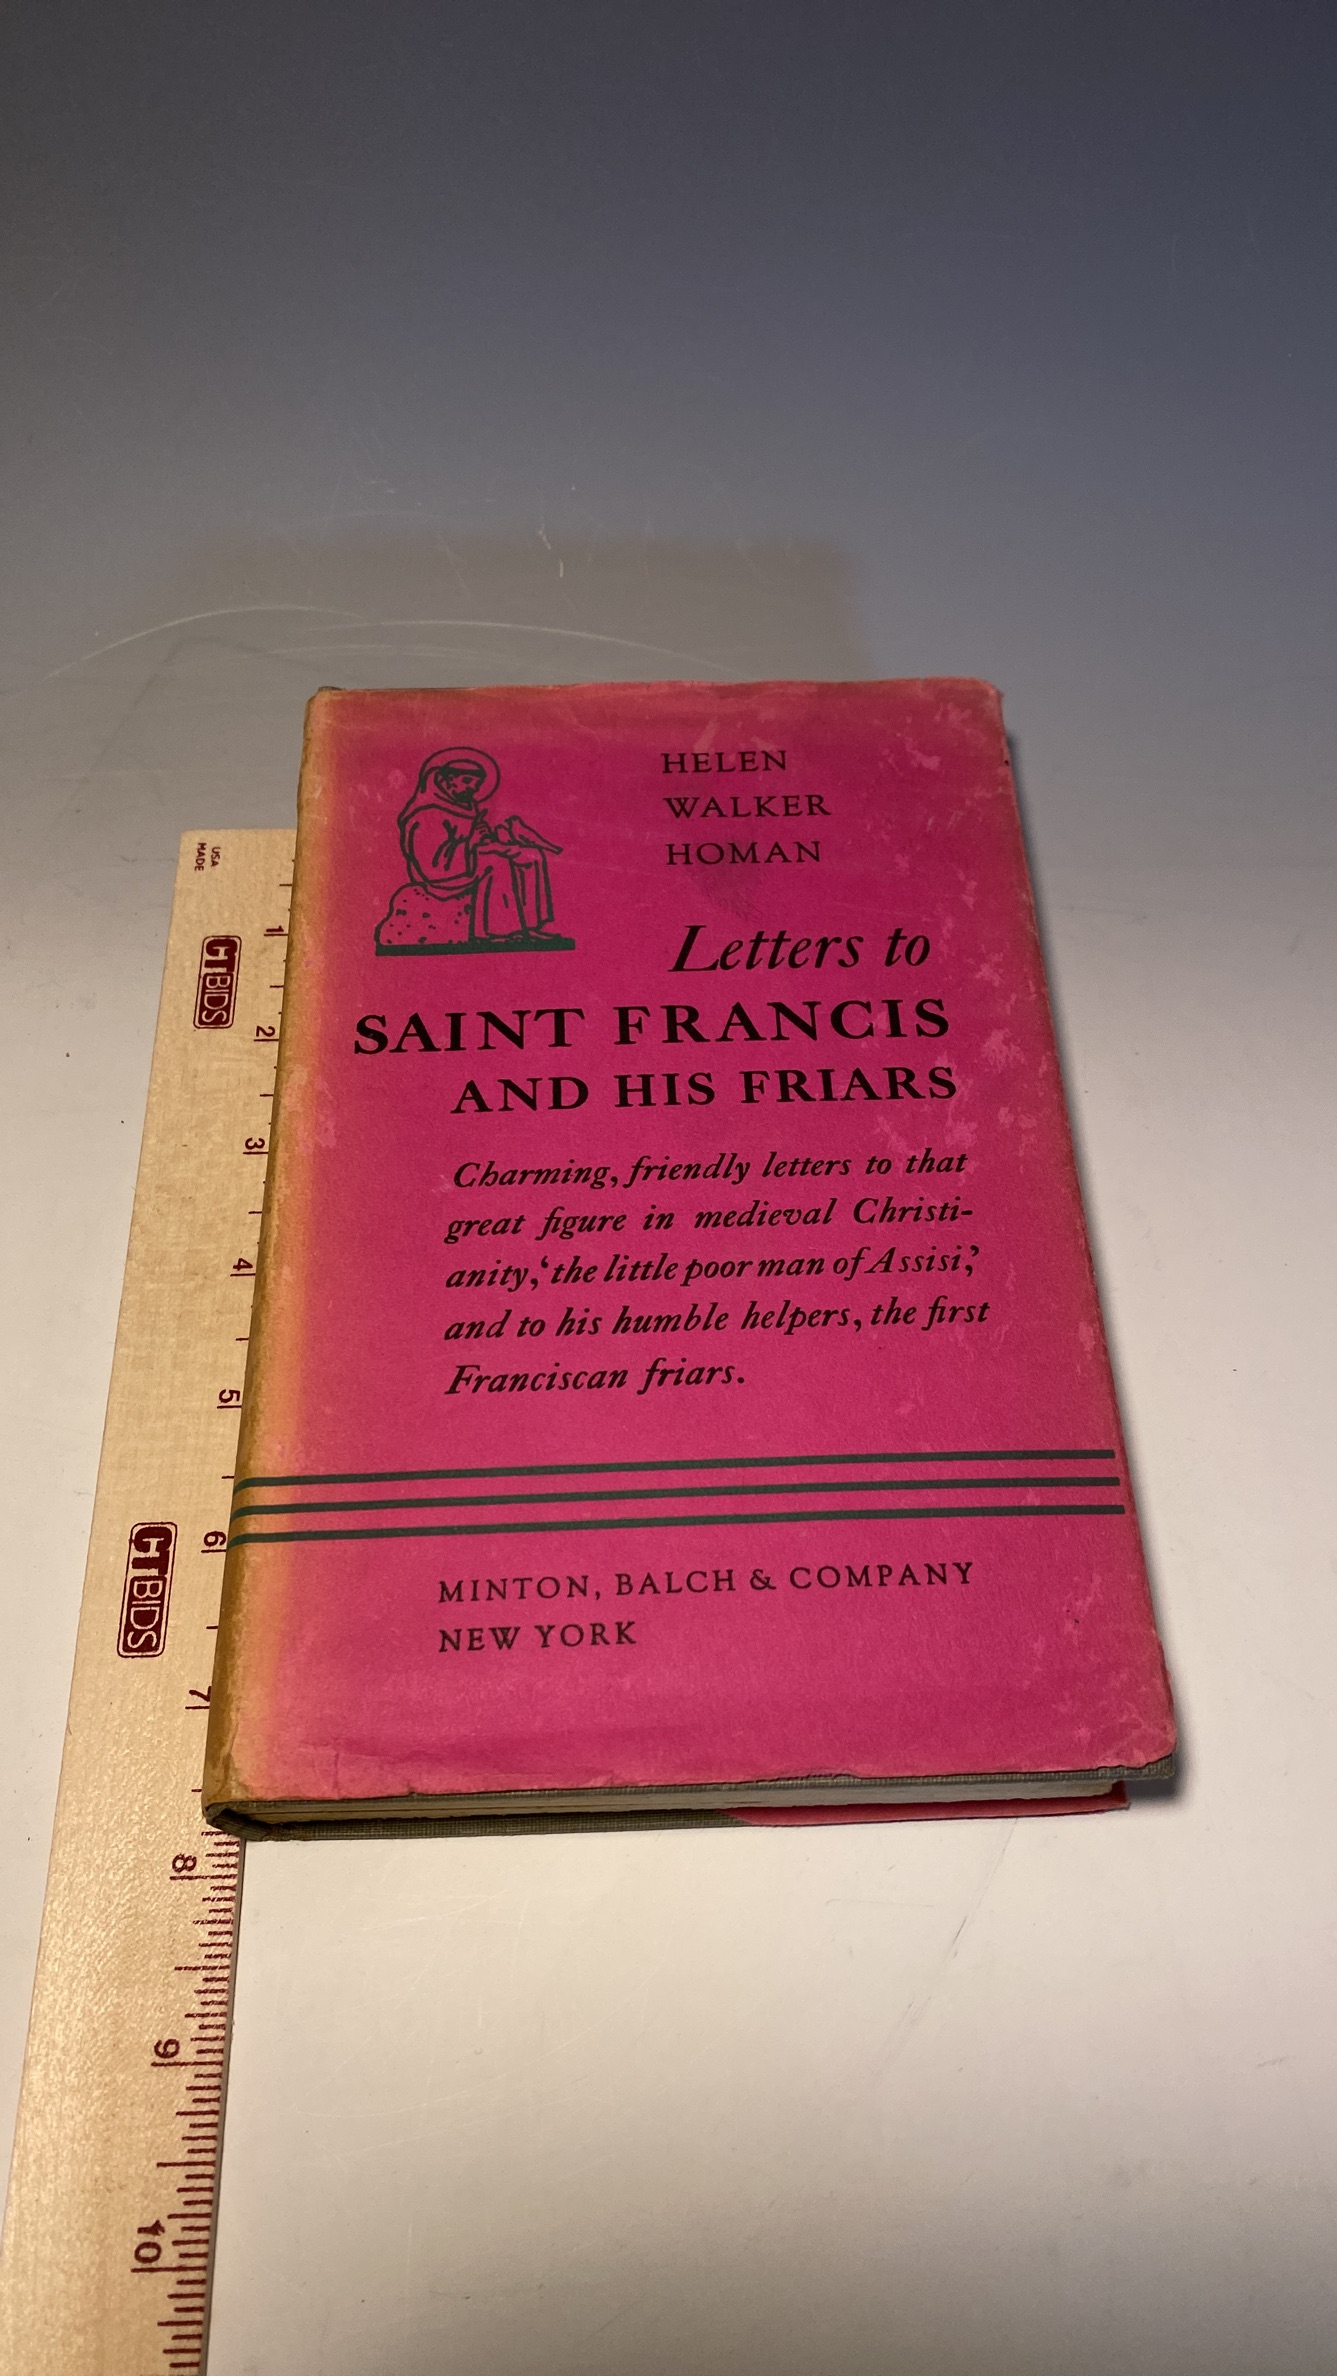 HELEN
WALKER
HOMAN
Letters to
SAINT FRANCIS
AND HIS FRIARS
Charming, friendly letters to that
great figure in medieval Christi-
anity, ‘the little poor man of Assisi,’
and to his humble helpers, the first
Franciscan friars.
MINTON, BALCH & COMPANY
NEW YORK
USA
MADE
CTBIDS
1
2
3
4
5
6
CTBIDS
7
8
9
10